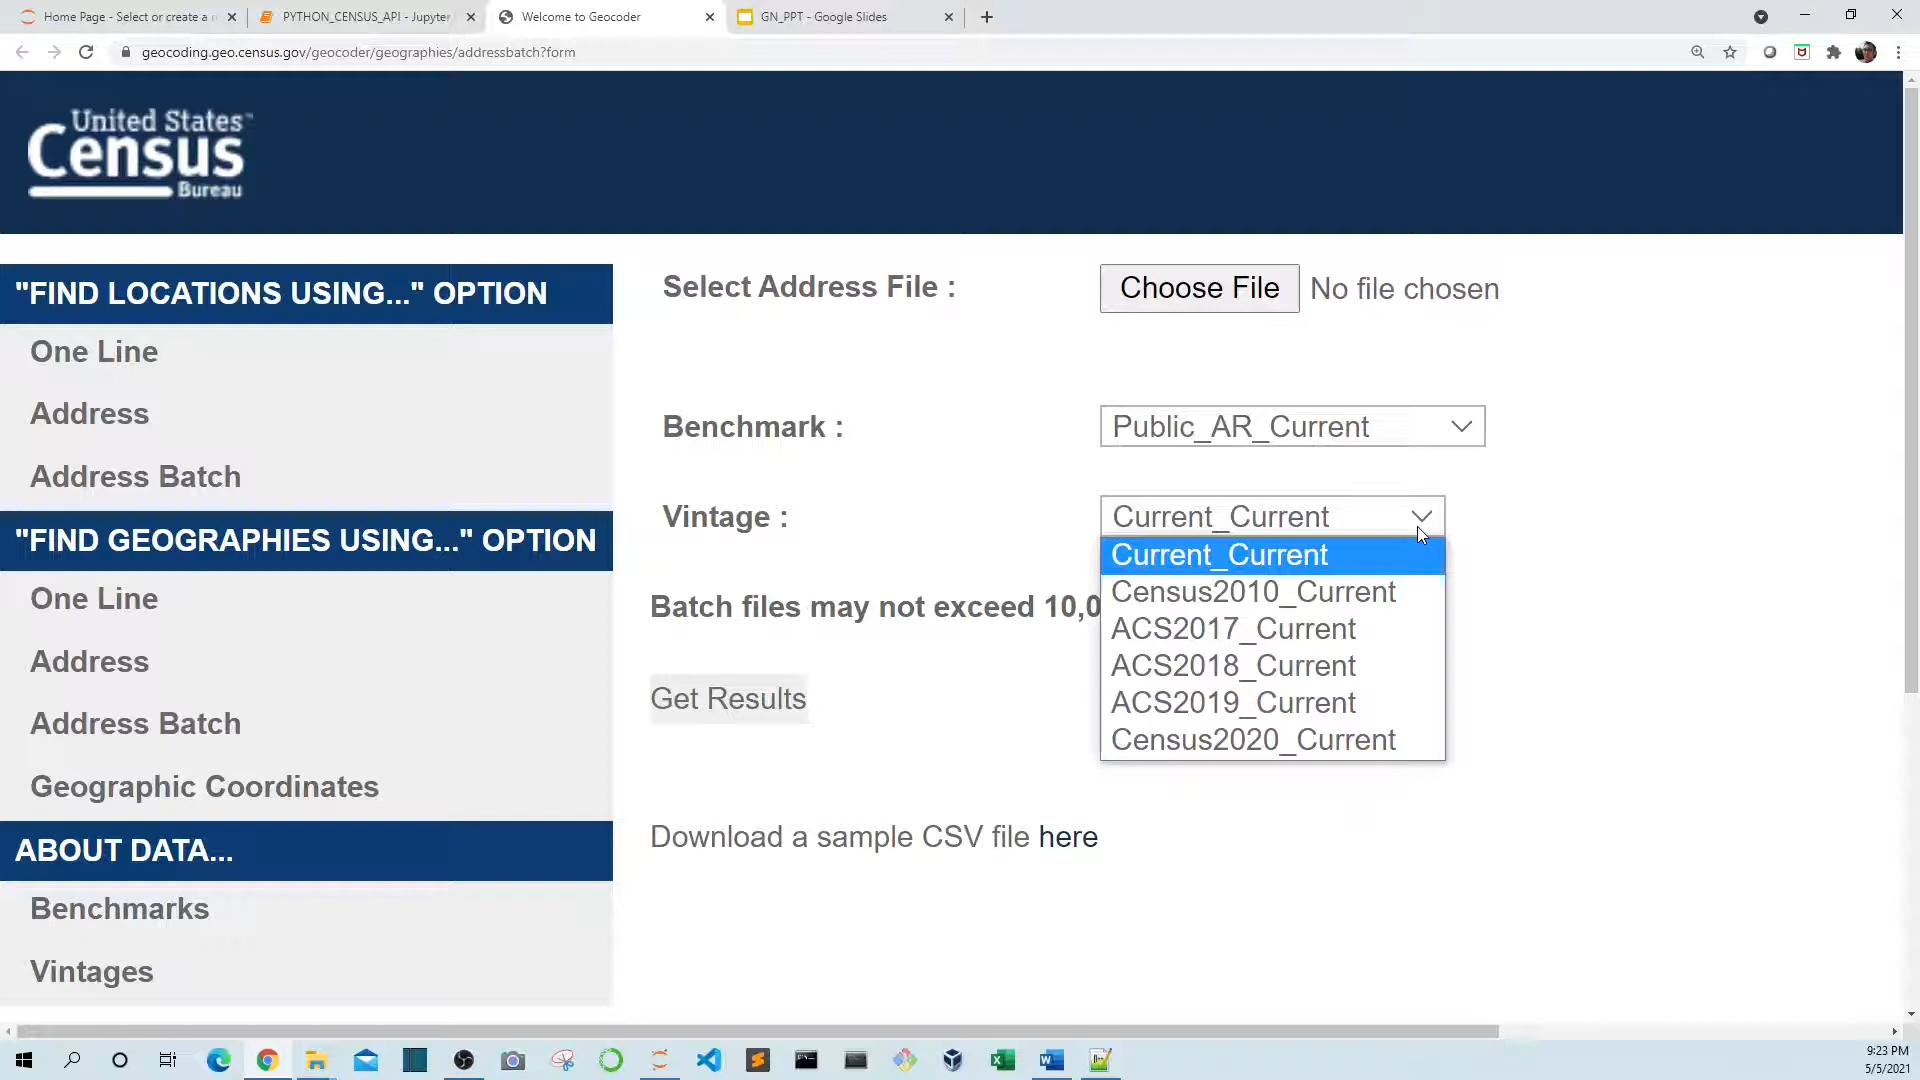 Home Page - Select or create a n
PYTHON_CENSUS_API - Jupyter
Welcome to Geocoder
GN_PPT - Google Slides
geocoding.geo.census.gov/geocoder/geographies/addressbatch?form
United States™
Census
Bureau
"FIND LOCATIONS USING..." OPTION
One Line
Address
Address Batch
"FIND GEOGRAPHIES USING..." OPTION
One Line
Address
Address Batch
Geographic Coordinates
ABOUT DATA...
Benchmarks
Vintages
Select Address File :
Choose File
No file chosen
Benchmark :
Public_AR_Current
Vintage :
Current_Current
Current_Current
Census2010_Current
ACS2017_Current
ACS2018_Current
ACS2019_Current
Census2020_Current
Batch files may not exceed 10,0
Get Results
Download a sample CSV file here
9:23 PM
5/5/2021